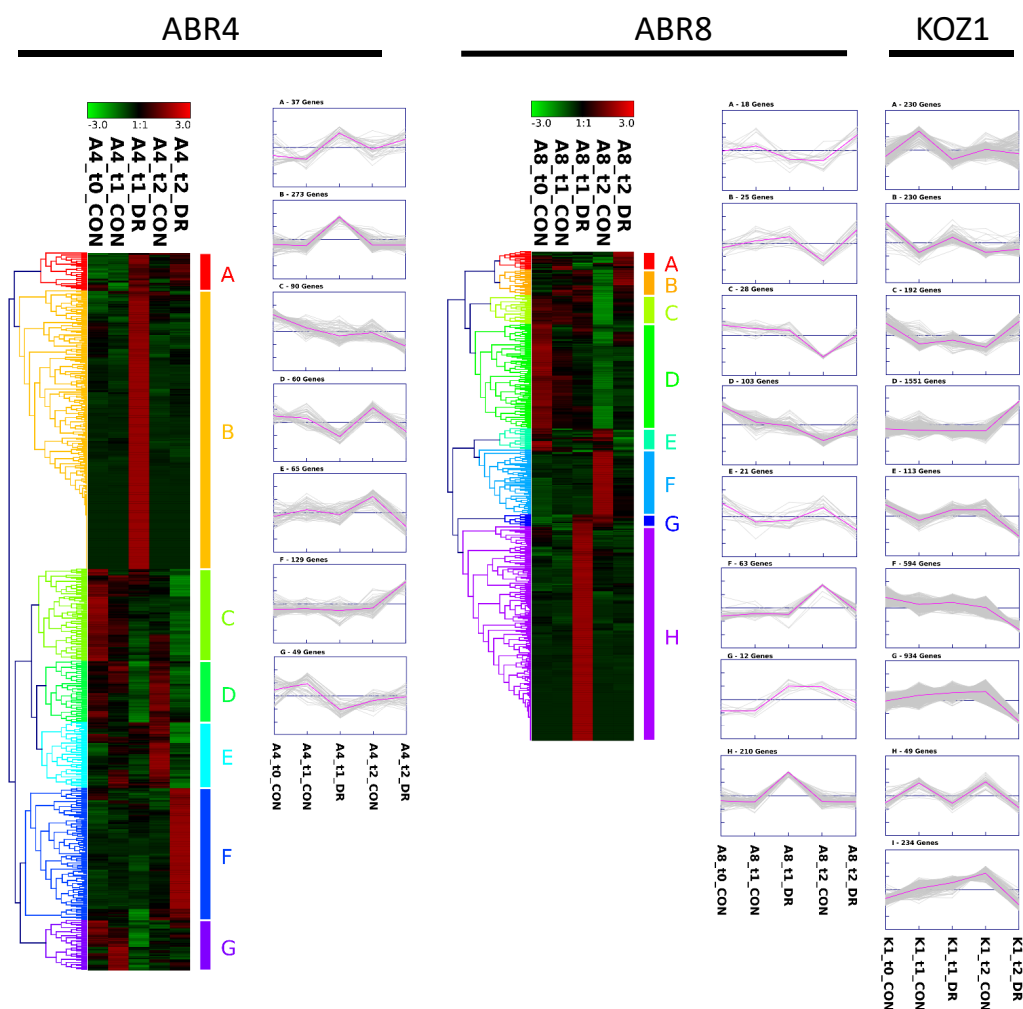 ABR4
ABR8
KOZ1
-3.0 1:1 3.0
A4_t0_CON
A4_t1_CON
A4_t1_DR
A4_t2_CON
A4_t2_DR
A
B
C
D
E
F
G
A - 37 Genes
B - 273 Genes
C - 90 Genes
D - 60 Genes
E - 65 Genes
F - 129 Genes
G - 49 Genes
A4_t0_CON
A4_t1_CON
A4_t1_DR
A4_t2_CON
A4_t2_DR
-3.0 1:1 3.0
A8_t0_CON
A8_t1_CON
A8_t1_DR
A8_t2_CON
A8_t2_DR
A
B
C
D
E
F
G
H
A - 18 Genes
B - 25 Genes
C - 28 Genes
D - 103 Genes
E - 21 Genes
F - 63 Genes
G - 12 Genes
H - 210 Genes
A8_t0_CON
A8_t1_CON
A8_t1_DR
A8_t2_CON
A8_t2_DR
A - 230 Genes
B - 230 Genes
C - 192 Genes
D - 1551 Genes
E - 113 Genes
F - 594 Genes
G - 934 Genes
H - 49 Genes
I - 234 Genes
K1_t0_CON
K1_t1_CON
K1_t1_DR
K1_t2_CON
K1_t2_DR